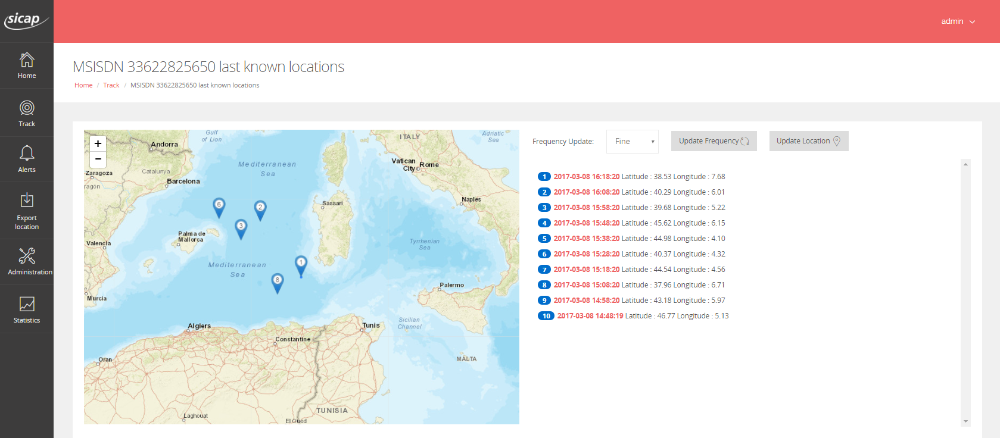 sicap
admin
Home
Track
Alerts
Export
location
Administration
Statistics
MSISDN 33622825650 last known locations
Home / Track / MSISDN 33622825650 last known locations
+
−
Gulf
of Lion
Adriatic
Sea
ITALY
Andorra
Mediterranean
Sea
Vatican
City
Rome
Zaragoza
Catalunya
ragón
Barcelona
Naples
Sassari
6
2
3
Palma de
Mallorca
Valencia
Tyrrhenian
Sea
Mediterranean
Sea
1
8
Palermo
Murcia
Sicilian
Channel
Algiers
Tunis
Constantine
Oran
MALTA
TUNISIA
Laghouat
El Oued
Frequency Update: Fine Update Frequency Update Location
1 2017-03-08 16:18:20 Latitude : 38.53 Longitude : 7.68
2 2017-03-08 16:08:20 Latitude : 40.29 Longitude : 6.01
3 2017-03-08 15:58:20 Latitude : 39.68 Longitude : 5.22
4 2017-03-08 15:48:20 Latitude : 45.62 Longitude : 6.15
5 2017-03-08 15:38:20 Latitude : 44.98 Longitude : 4.10
6 2017-03-08 15:28:20 Latitude : 40.37 Longitude : 4.32
7 2017-03-08 15:18:20 Latitude : 44.54 Longitude : 4.56
8 2017-03-08 15:08:20 Latitude : 37.96 Longitude : 6.71
9 2017-03-08 14:58:20 Latitude : 43.18 Longitude : 5.97
10 2017-03-08 14:48:19 Latitude : 46.77 Longitude : 5.13